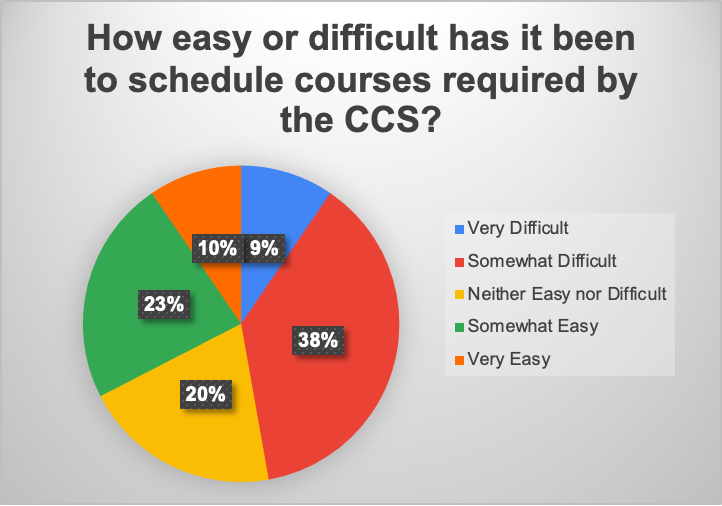 How easy or difficult has it been
to schedule courses required by
the CCS?
10%
9%
23%
38%
20%
Very Difficult
Somewhat Difficult
Neither Easy nor Difficult
Somewhat Easy
Very Easy